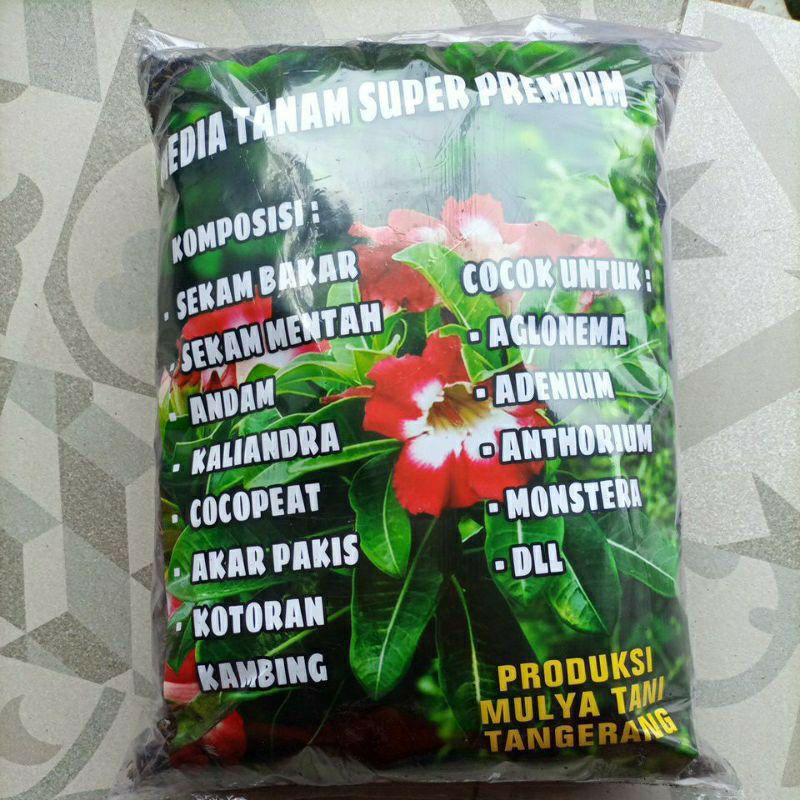 MEDIA TANAM SUPER PREMIUM
KOMPOSISI :
• SEKAM BAKAR
• SEKAM MENTAH
• ANDAM
• KALIANDRA
• COCOPEAT
• AKAR PAKIS
• KOTORAN
KAMBING
COCOK UNTUK :
• AGLONEMA
• ADENIUM
• ANTHORIUM
• MONSTERA
• DLL
PRODUKSI
MULYA TANI
TANGERANG